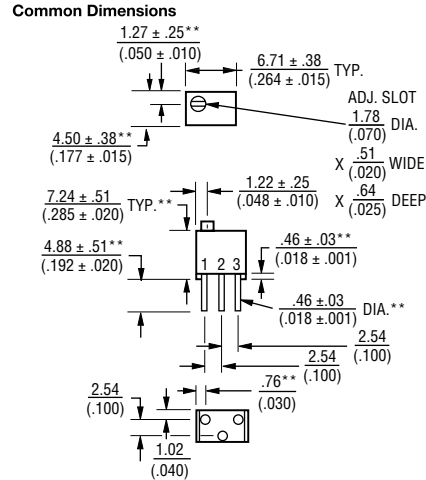 Common Dimensions
1.27 ± .25**
(.050 ± .010)
6.71 ± .38
(.264 ± .015)
TYP.
ADJ. SLOT
1.78
(.070)
DIA.
X .51
(.020)
WIDE
X .64
(.025)
DEEP
4.50 ± .38**
(.177 ± .015)
7.24 ± .51
(.285 ± .020)
TYP.**
1.22 ± .25
(.048 ± .010)
4.88 ± .51**
(.192 ± .020)
.46 ± .03**
(.018 ± .001)
1 2 3
.46 ± .03
(.018 ±.001)
DIA.**
2.54
(.100)
2.54
(.100)
2.54
(.100)
.76**
(.030)
1.02
(.040)